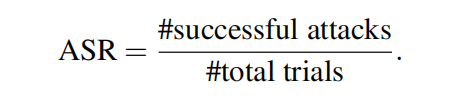 #successful attacks
ASR =
#total trials
.